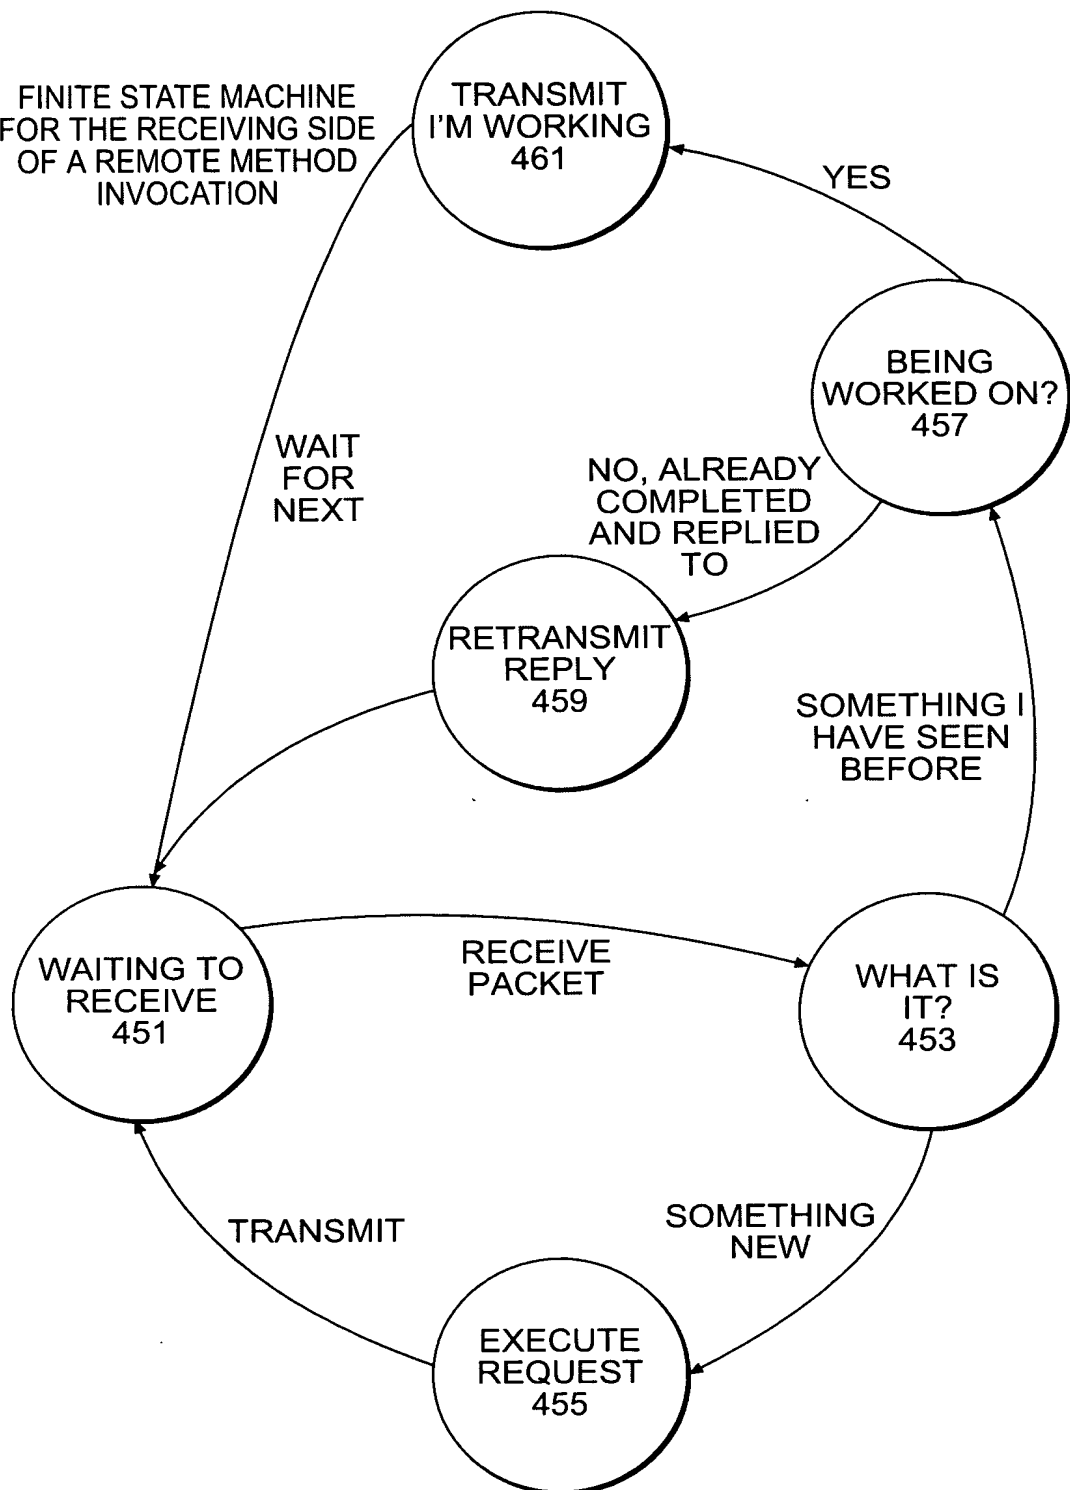 FINITE STATE MACHINE
FOR THE RECEIVING SIDE
OF A REMOTE METHOD
INVOCATION
TRANSMIT
I'M WORKING
461
YES
BEING
WORKED ON?
457
WAIT
FOR
NEXT
NO, ALREADY
COMPLETED
AND REPLIED
TO
RETRANSMIT
REPLY
459
SOMETHING I
HAVE SEEN
BEFORE
WAITING TO
RECEIVE
451
RECEIVE
PACKET
WHAT IS
IT?
453
TRANSMIT
SOMETHING
NEW
EXECUTE
REQUEST
455